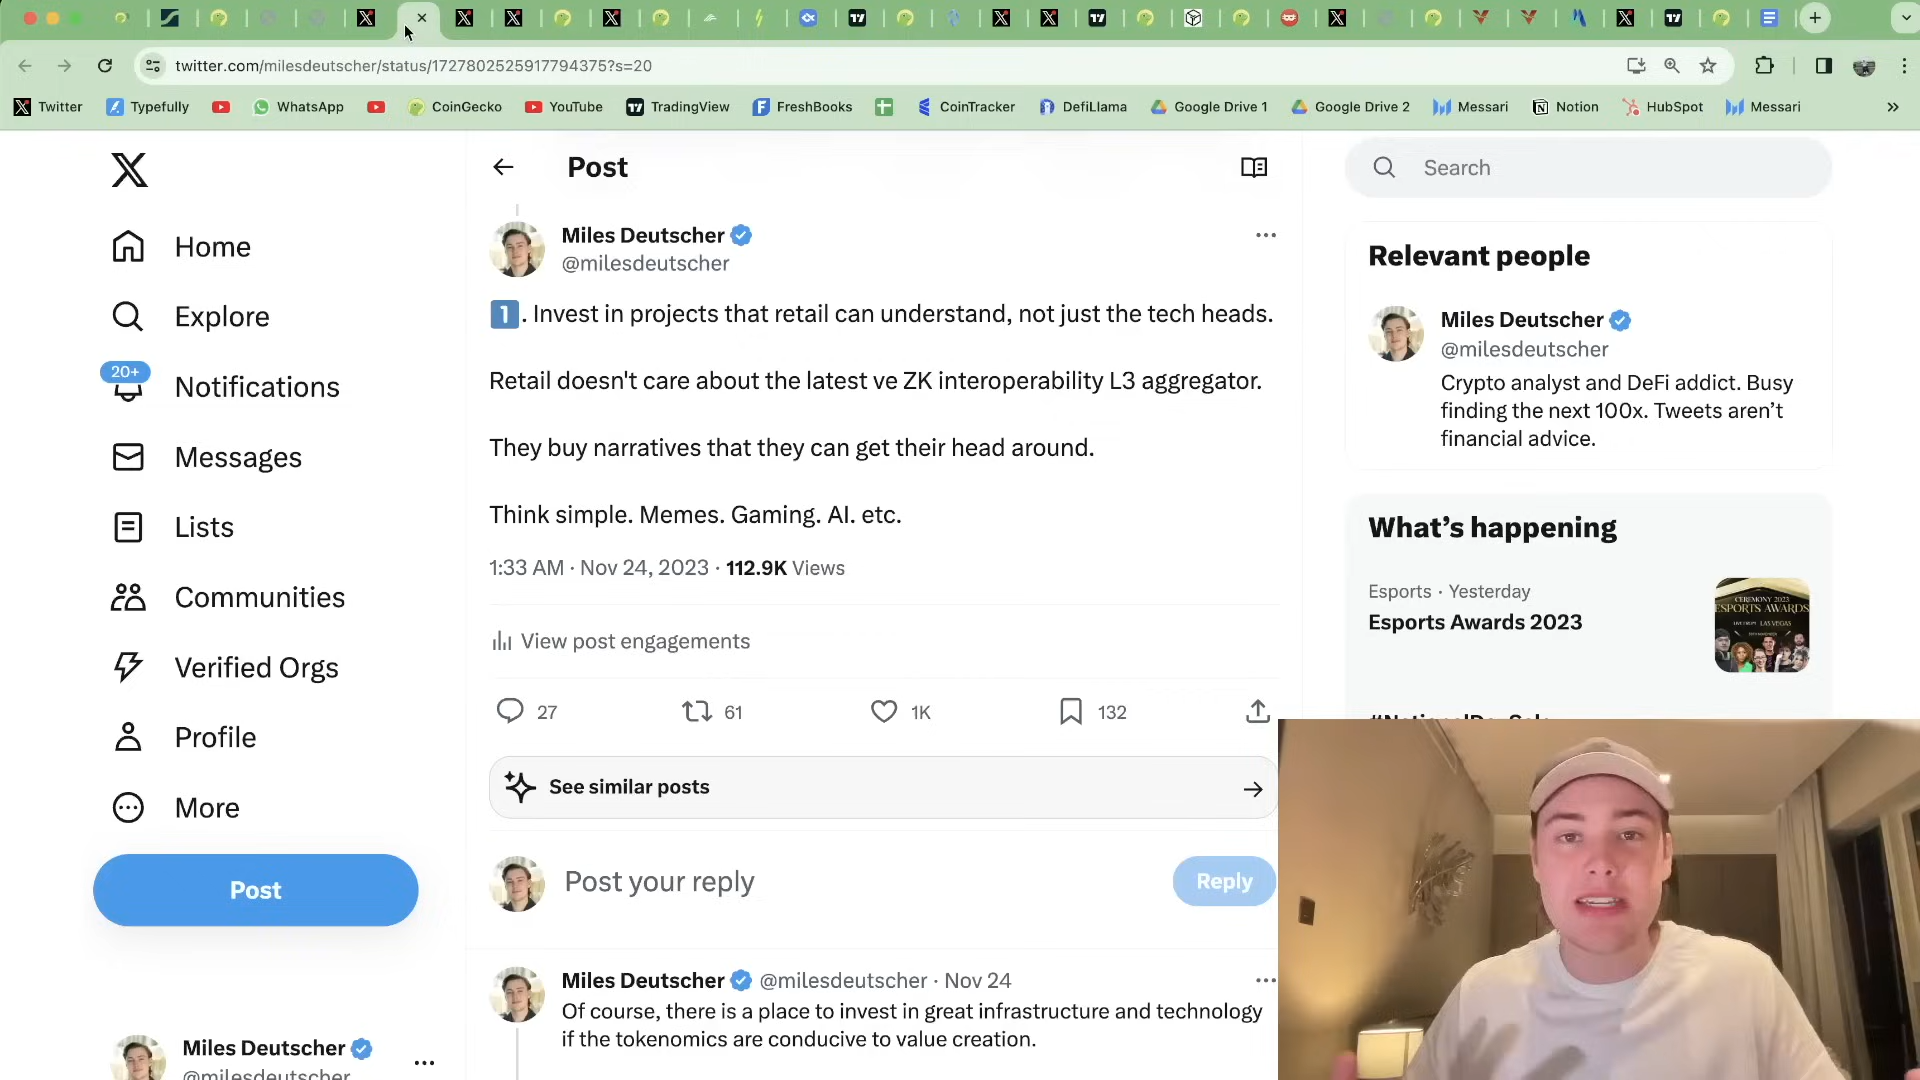 twitter.com/milesdeutscher/status/1727802525917794375?s=20
Twitter
Typefully
WhatsApp
CoinGecko
YouTube
TradingView
FreshBooks
CoinTracker
DefiLlama
Google Drive 1
Google Drive 2
Messari
Notion
HubSpot
Messari
Home
Explore
20+
Notifications
Messages
Lists
Communities
Verified Orgs
Profile
More
Post
Miles Deutscher
@milesdeutscher
Post
Miles Deutscher
@milesdeutscher
1. Invest in projects that retail can understand, not just the tech heads.
Retail doesn't care about the latest ve ZK interoperability L3 aggregator.
They buy narratives that they can get their head around.
Think simple. Memes. Gaming. AI. etc.
1:33 AM · Nov 24, 2023 · 112.9K Views
View post engagements
27
61
1K
132
See similar posts
Post your reply
Reply
Miles Deutscher @milesdeutscher · Nov 24
Of course, there is a place to invest in great infrastructure and technology
if the tokenomics are conducive to value creation.
Search
Relevant people
Miles Deutscher
@milesdeutscher
Crypto analyst and DeFi addict. Busy
finding the next 100x. Tweets aren't
financial advice.
What's happening
Esports · Yesterday
Esports Awards 2023
CEREMONY 2023
ESPORTS AWARDS
LAS VEGAS